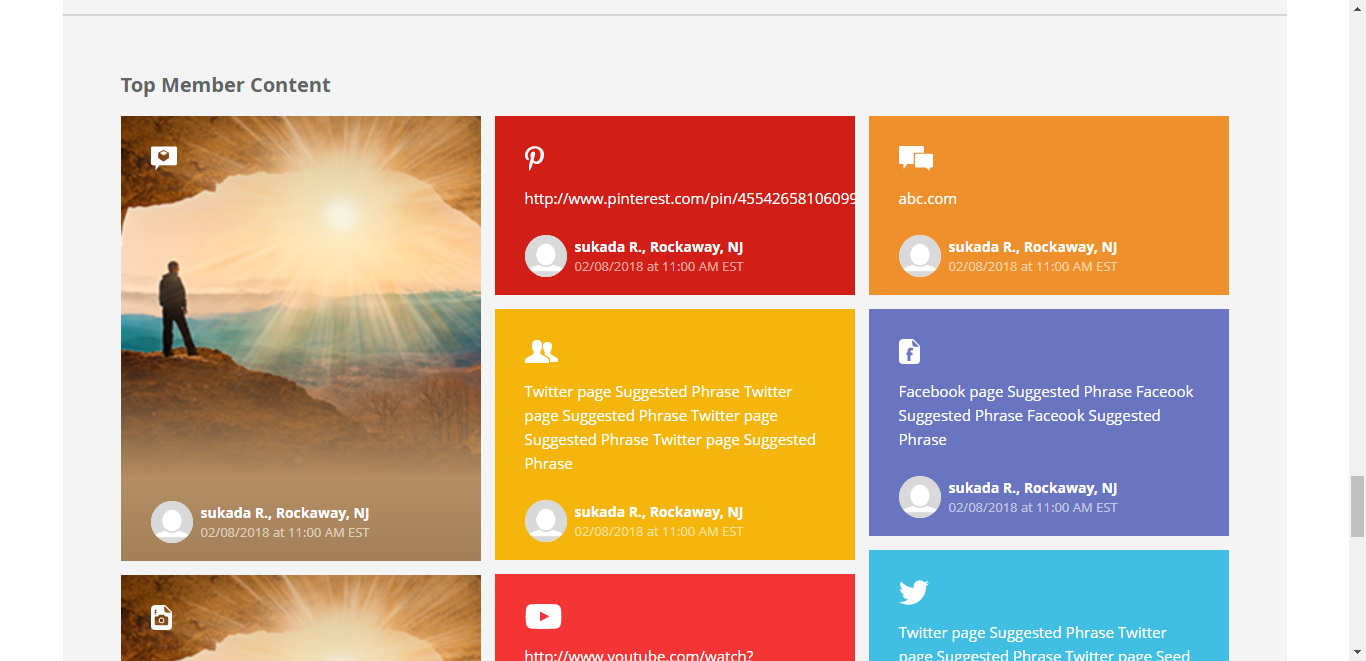 Top Member Content
sukada R., Rockaway, NJ
02/08/2018 at 11:00 AM EST
http://www.pinterest.com/pin/45542658106099
sukada R., Rockaway, NJ
02/08/2018 at 11:00 AM EST
Twitter page Suggested Phrase Twitter
page Suggested Phrase Twitter page
Suggested Phrase Twitter page Suggested
Phrase
sukada R., Rockaway, NJ
02/08/2018 at 11:00 AM EST
http://www.youtube.com/watch?
abc.com
sukada R., Rockaway, NJ
02/08/2018 at 11:00 AM EST
Facebook page Suggested Phrase Faceook
Suggested Phrase Faceook Suggested
Phrase
sukada R., Rockaway, NJ
02/08/2018 at 11:00 AM EST
Twitter page Suggested Phrase Twitter
page Suggested Phrase Twitter page Seed